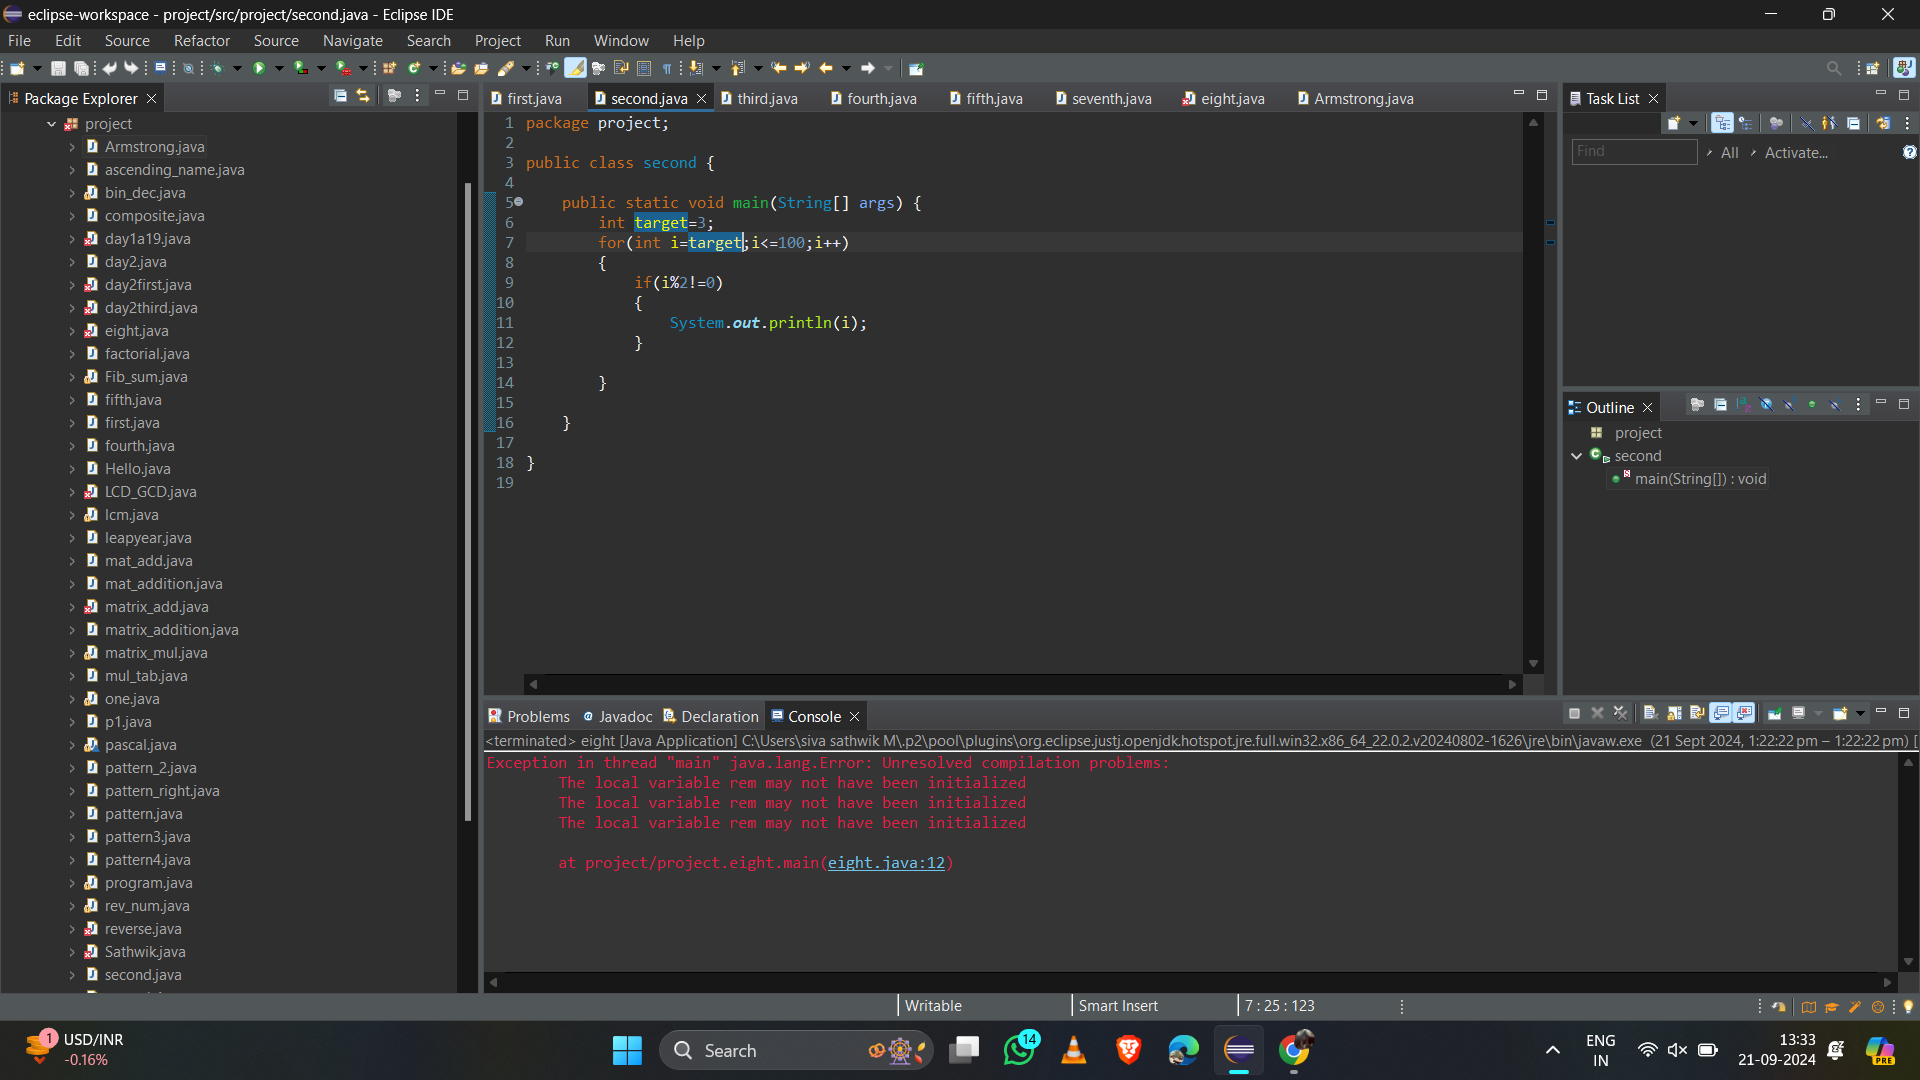 eclipse-workspace - project/src/project/second.java - Eclipse IDE
File Edit Source Refactor Source Navigate Search Project Run Window Help
Package Explorer
project
Armstrong.java
ascending_name.java
bin_dec.java
composite.java
day1a19.java
day2.java
day2first.java
day2third.java
eight.java
factorial.java
Fib_sum.java
fifth.java
first.java
fourth.java
Hello.java
LCD_GCD.java
lcm.java
leapyear.java
mat_add.java
mat_addition.java
matrix_add.java
matrix_addition.java
matrix_mul.java
mul_tab.java
one.java
p1.java
pascal.java
pattern_2.java
pattern_right.java
pattern.java
pattern3.java
pattern4.java
program.java
rev_num.java
reverse.java
Sathwik.java
second.java
first.java second.java third.java fourth.java fifth.java seventh.java eight.java Armstrong.java
1 package project;
2
3 public class second {
4
5 public static void main(String[] args) {
6 int target=3;
7 for(int i=target;i<=100;i++)
8 {
9 if(i%2!=0)
10 {
11 System.out.println(i);
12 }
13
14 }
15
16 }
17
18 }
19
Task List
Find All Activate...
Outline
project
second
main(String[]) : void
Problems Javadoc Declaration Console
<terminated> eight [Java Application] C:\Users\siva sathwik M\.p2\pool\plugins\org.eclipse.justj.openjdk.hotspot.jre.full.win32.x86_64_22.0.2.v20240802-1626\jre\bin\javaw.exe (21 Sept 2024, 1:22:22 pm – 1:22:22 pm) [
Exception in thread "main" java.lang.Error: Unresolved compilation problems:
The local variable rem may not have been initialized
The local variable rem may not have been initialized
The local variable rem may not have been initialized
at project/project.eight.main(eight.java:12)
Writable Smart Insert 7 : 25 : 123
1 USD/INR
-0.16%
Search
14
ENG
IN
13:33
21-09-2024
PRE